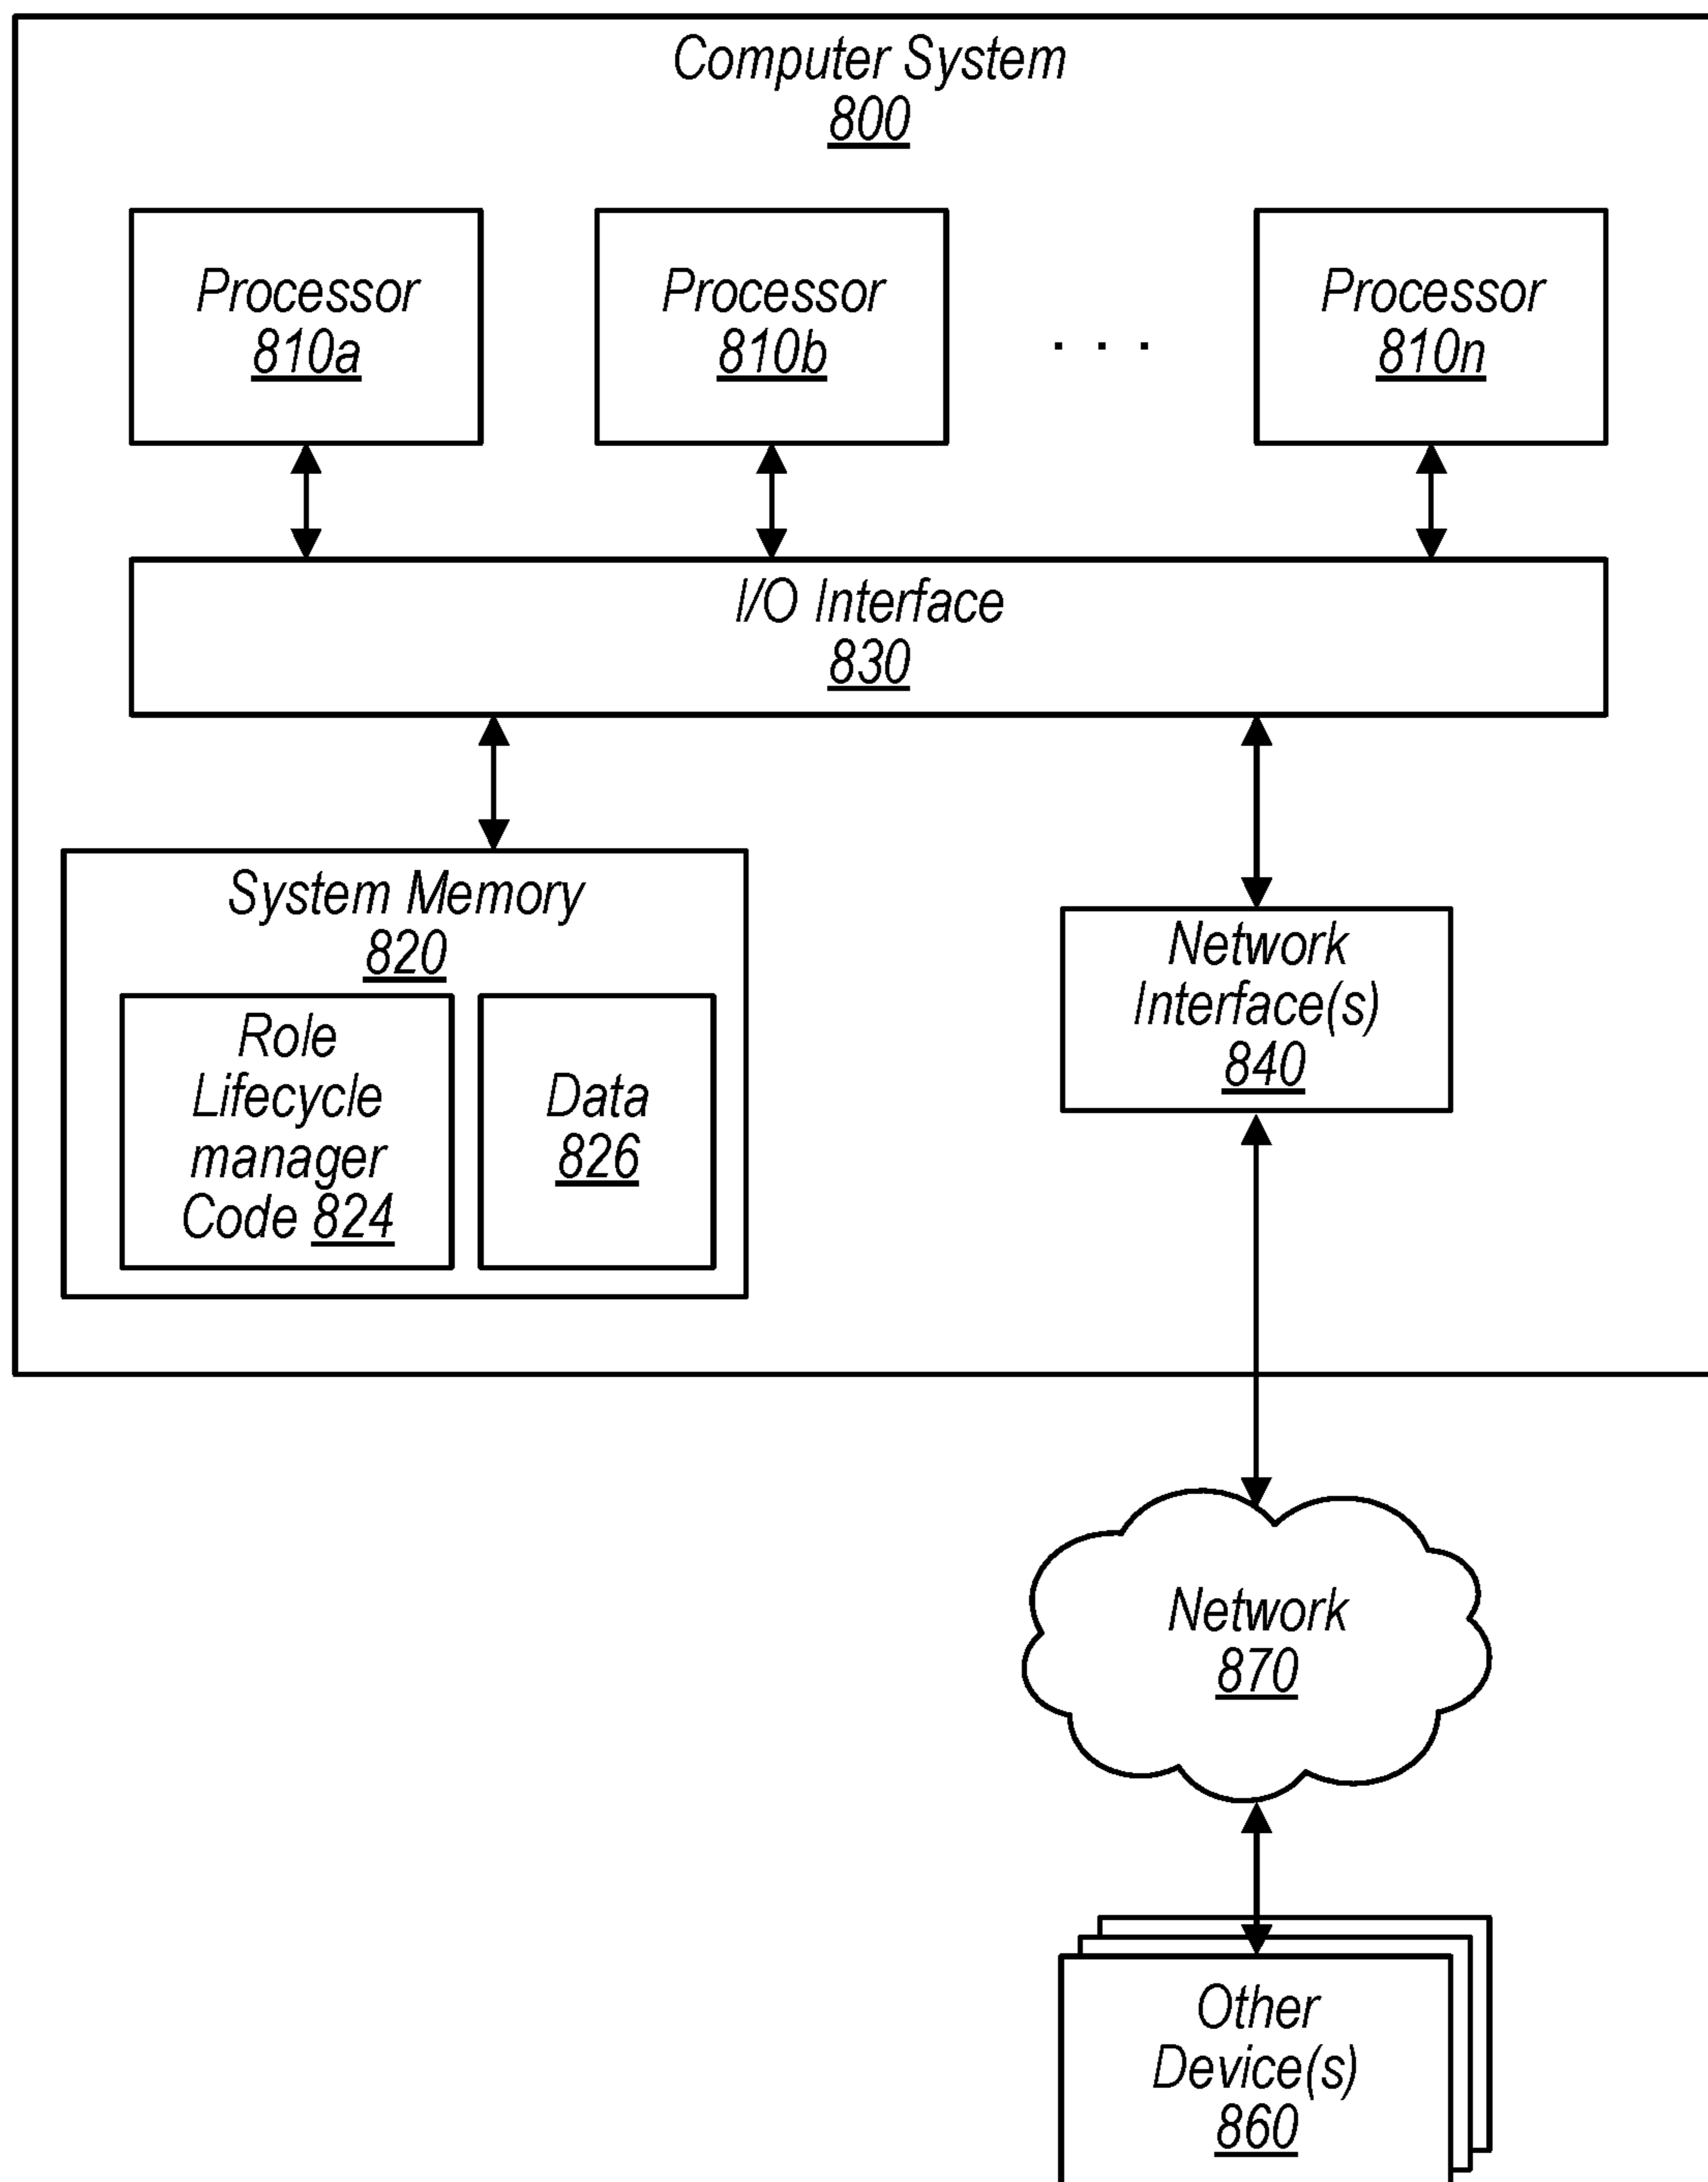 Computer System
800
Processor
810a
Processor
810b
. . .
Processor
810n
I/O Interface
830
System Memory
820
Role
Lifecycle
manager
Code 824
Data
826
Network
Interface(s)
840
Network
870
Other
Device(s)
860